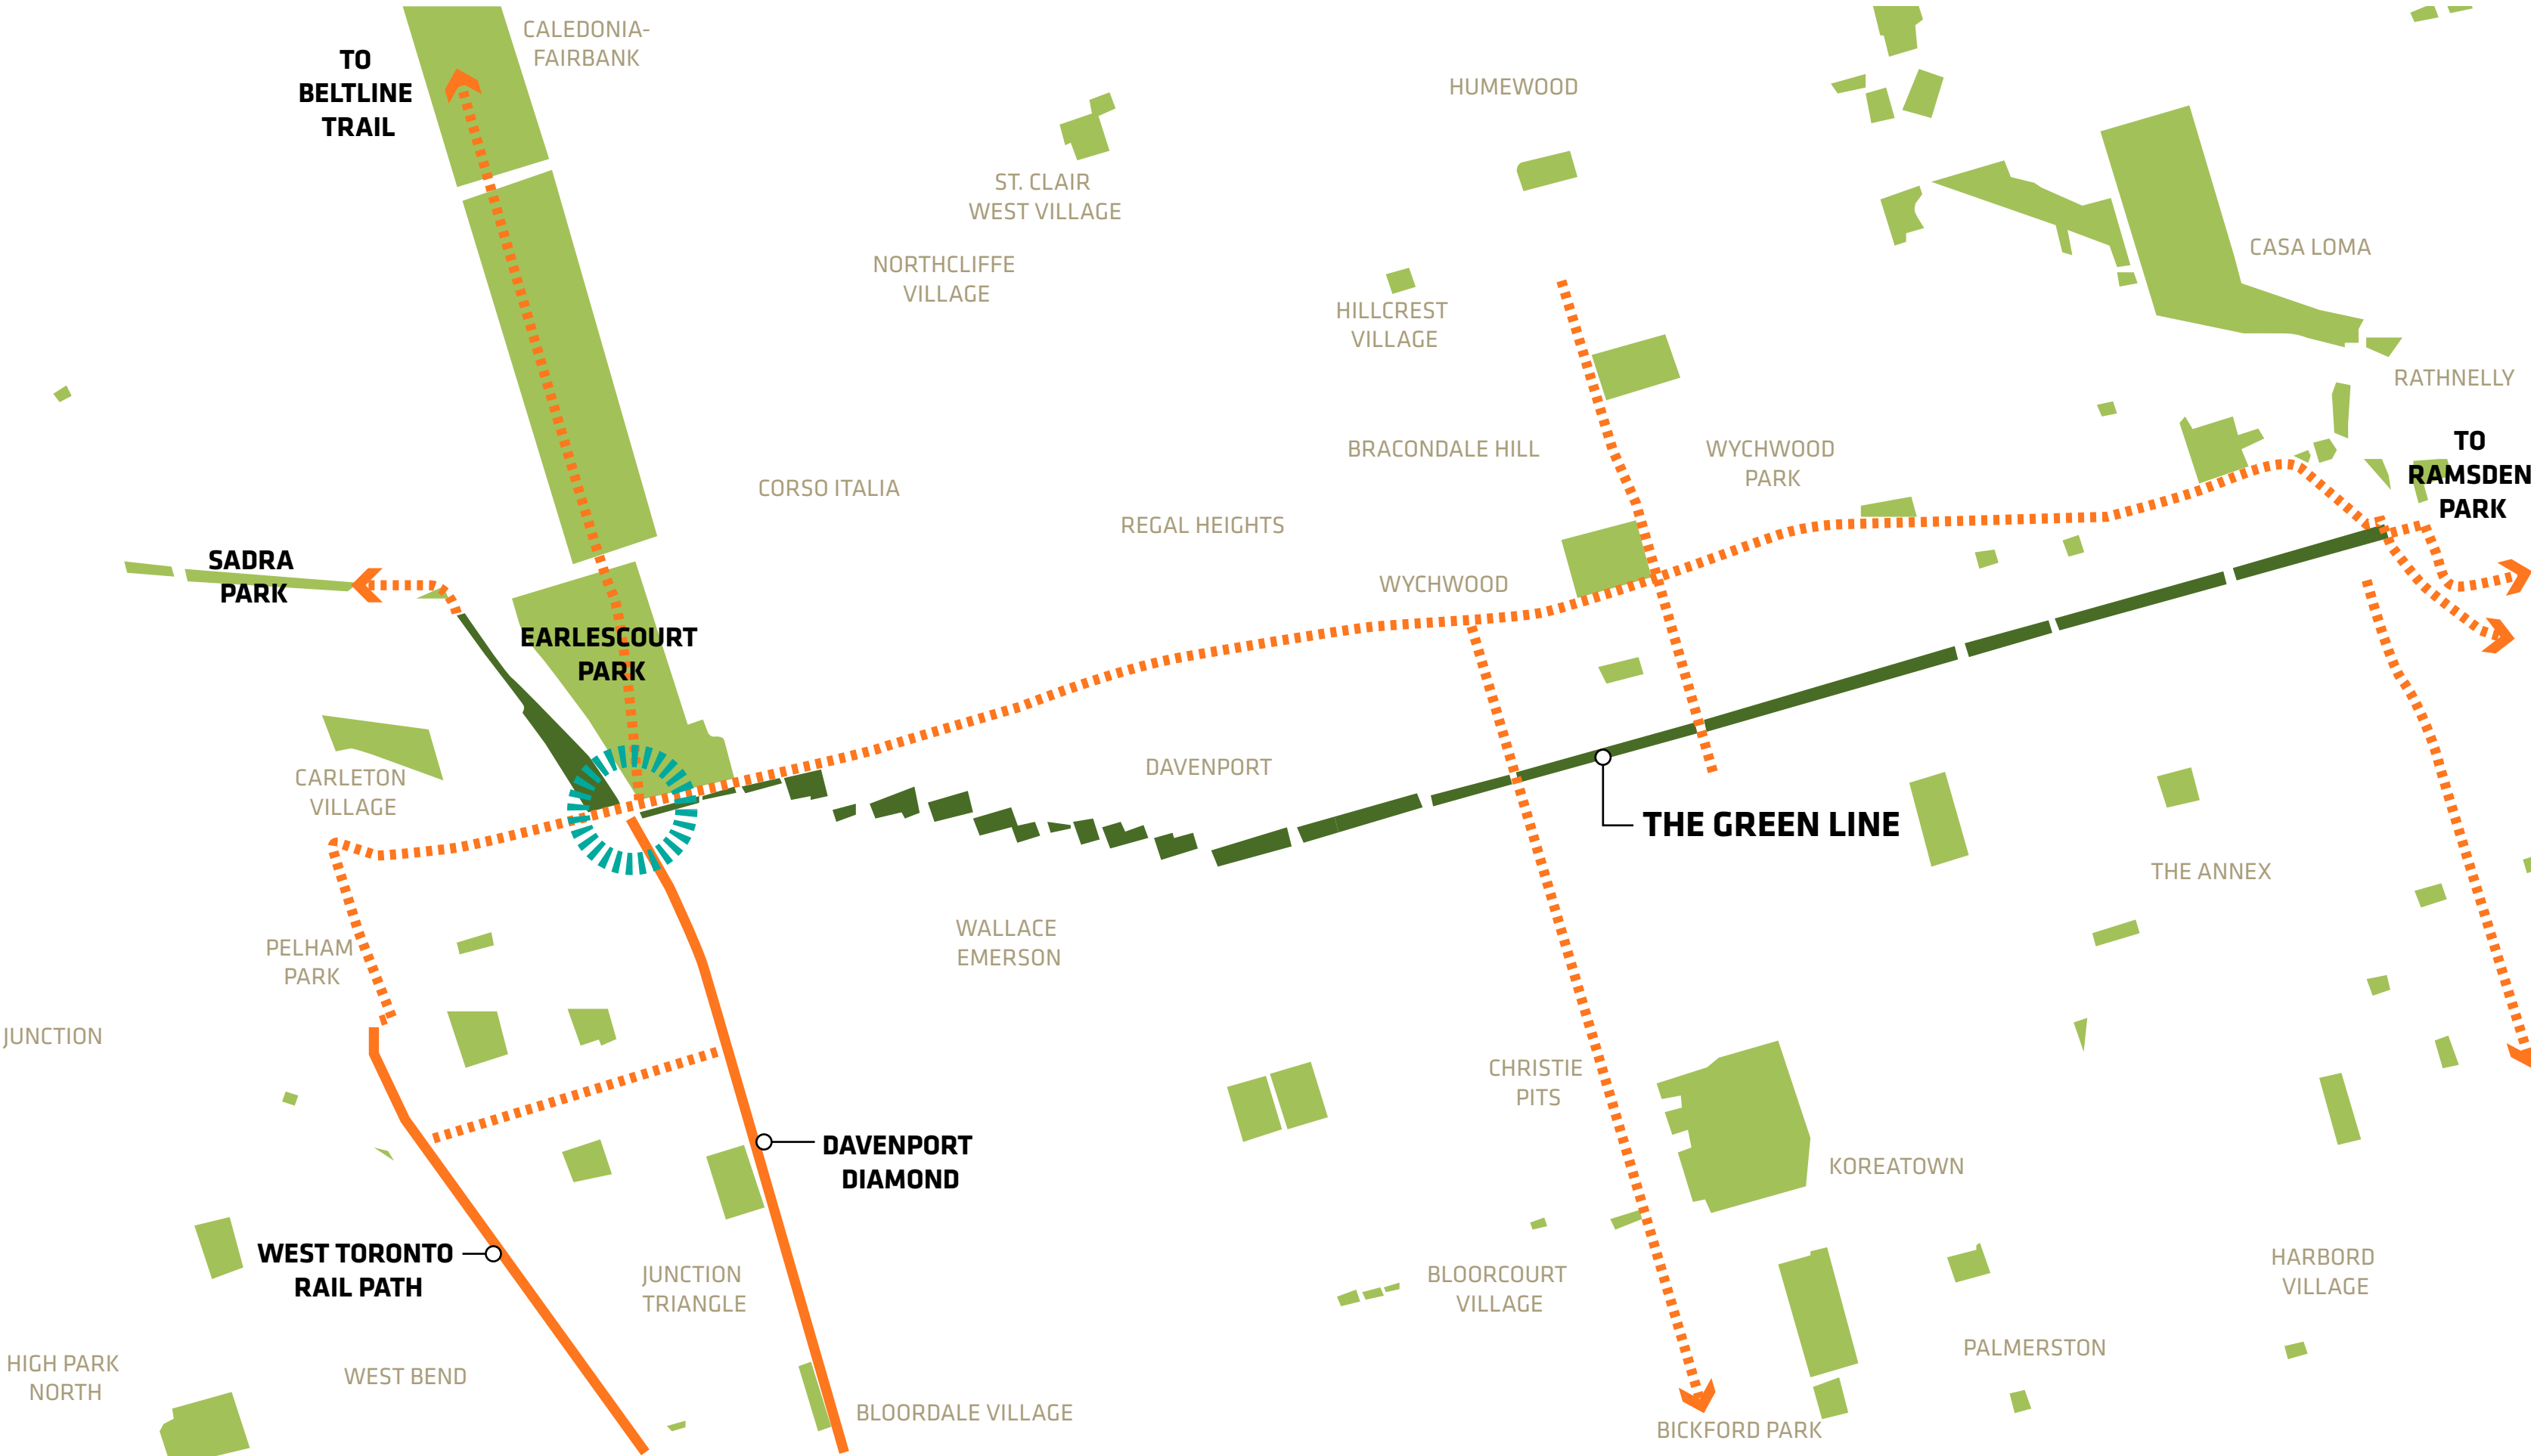 CALEDONIA-
FAIRBANK
TO
BELTLINE
TRAIL
HUMEWOOD
ST. CLAIR
WEST VILLAGE
NORTHCLIFFE
VILLAGE
CASA LOMA
HILLCREST
VILLAGE
RATHNELLY
BRACONDALE HILL
WYCHWOOD
PARK
TO
RAMSDEN
PARK
CORSO ITALIA
REGAL HEIGHTS
SADRA
PARK
WYCHWOOD
EARLESCOURT
PARK
CARLETON
VILLAGE
DAVENPORT
THE GREEN LINE
THE ANNEX
WALLACE
EMERSON
PELHAM
PARK
JUNCTION
CHRISTIE
PITS
DAVENPORT
DIAMOND
KOREATOWN
WEST TORONTO
RAIL PATH
JUNCTION
TRIANGLE
BLOORCOURT
VILLAGE
HARBORD
VILLAGE
HIGH PARK
NORTH
WEST BEND
PALMERSTON
BLOORDALE VILLAGE
BICKFORD PARK